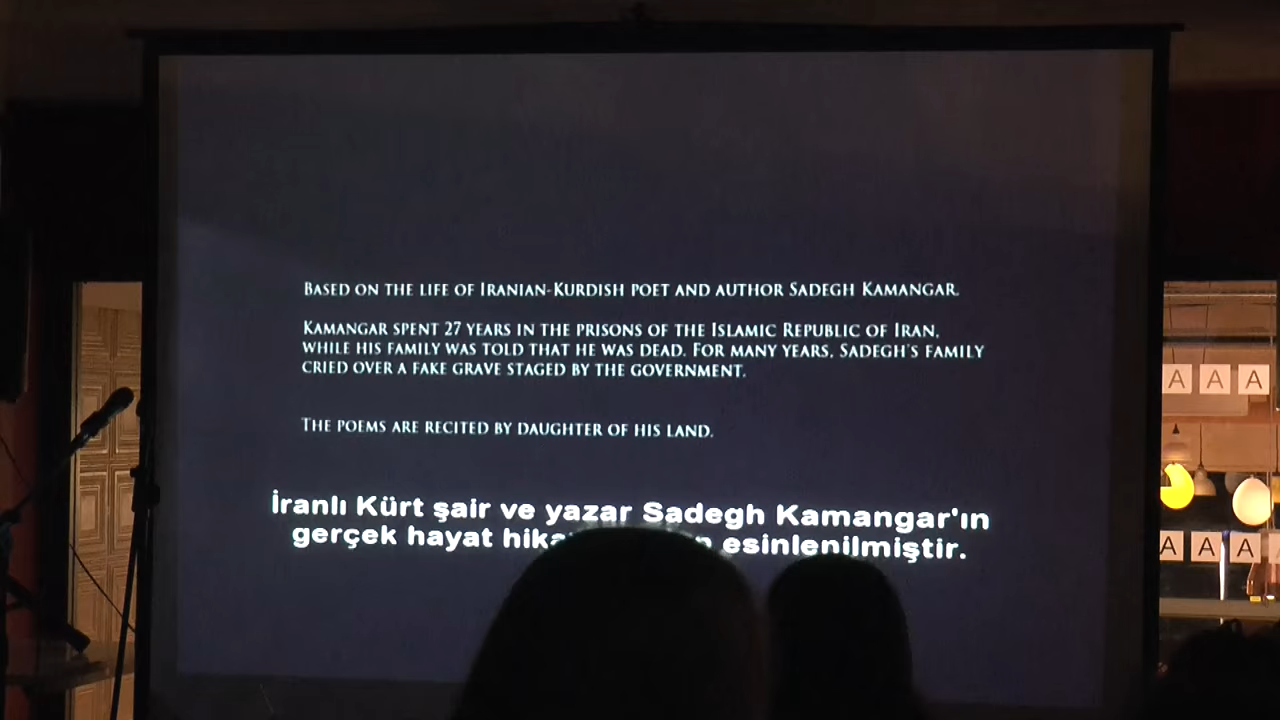 BASED ON THE LIFE OF IRANIAN-KURDISH POET AND AUTHOR SADEGH KAMANGAR.
KAMANGAR SPENT 27 YEARS IN THE PRISONS OF THE ISLAMIC REPUBLIC OF IRAN,
WHILE HIS FAMILY WAS TOLD THAT HE WAS DEAD. FOR MANY YEARS, SADEGH'S FAMILY
CRIED OVER A FAKE GRAVE STAGED BY THE GOVERNMENT.
THE POEMS ARE RECITED BY DAUGHTER OF HIS LAND.
İranlı Kürt şair ve yazar Sadegh Kamangar'ın
gerçek hayat esinlenilmiştir.
A A A
A A A